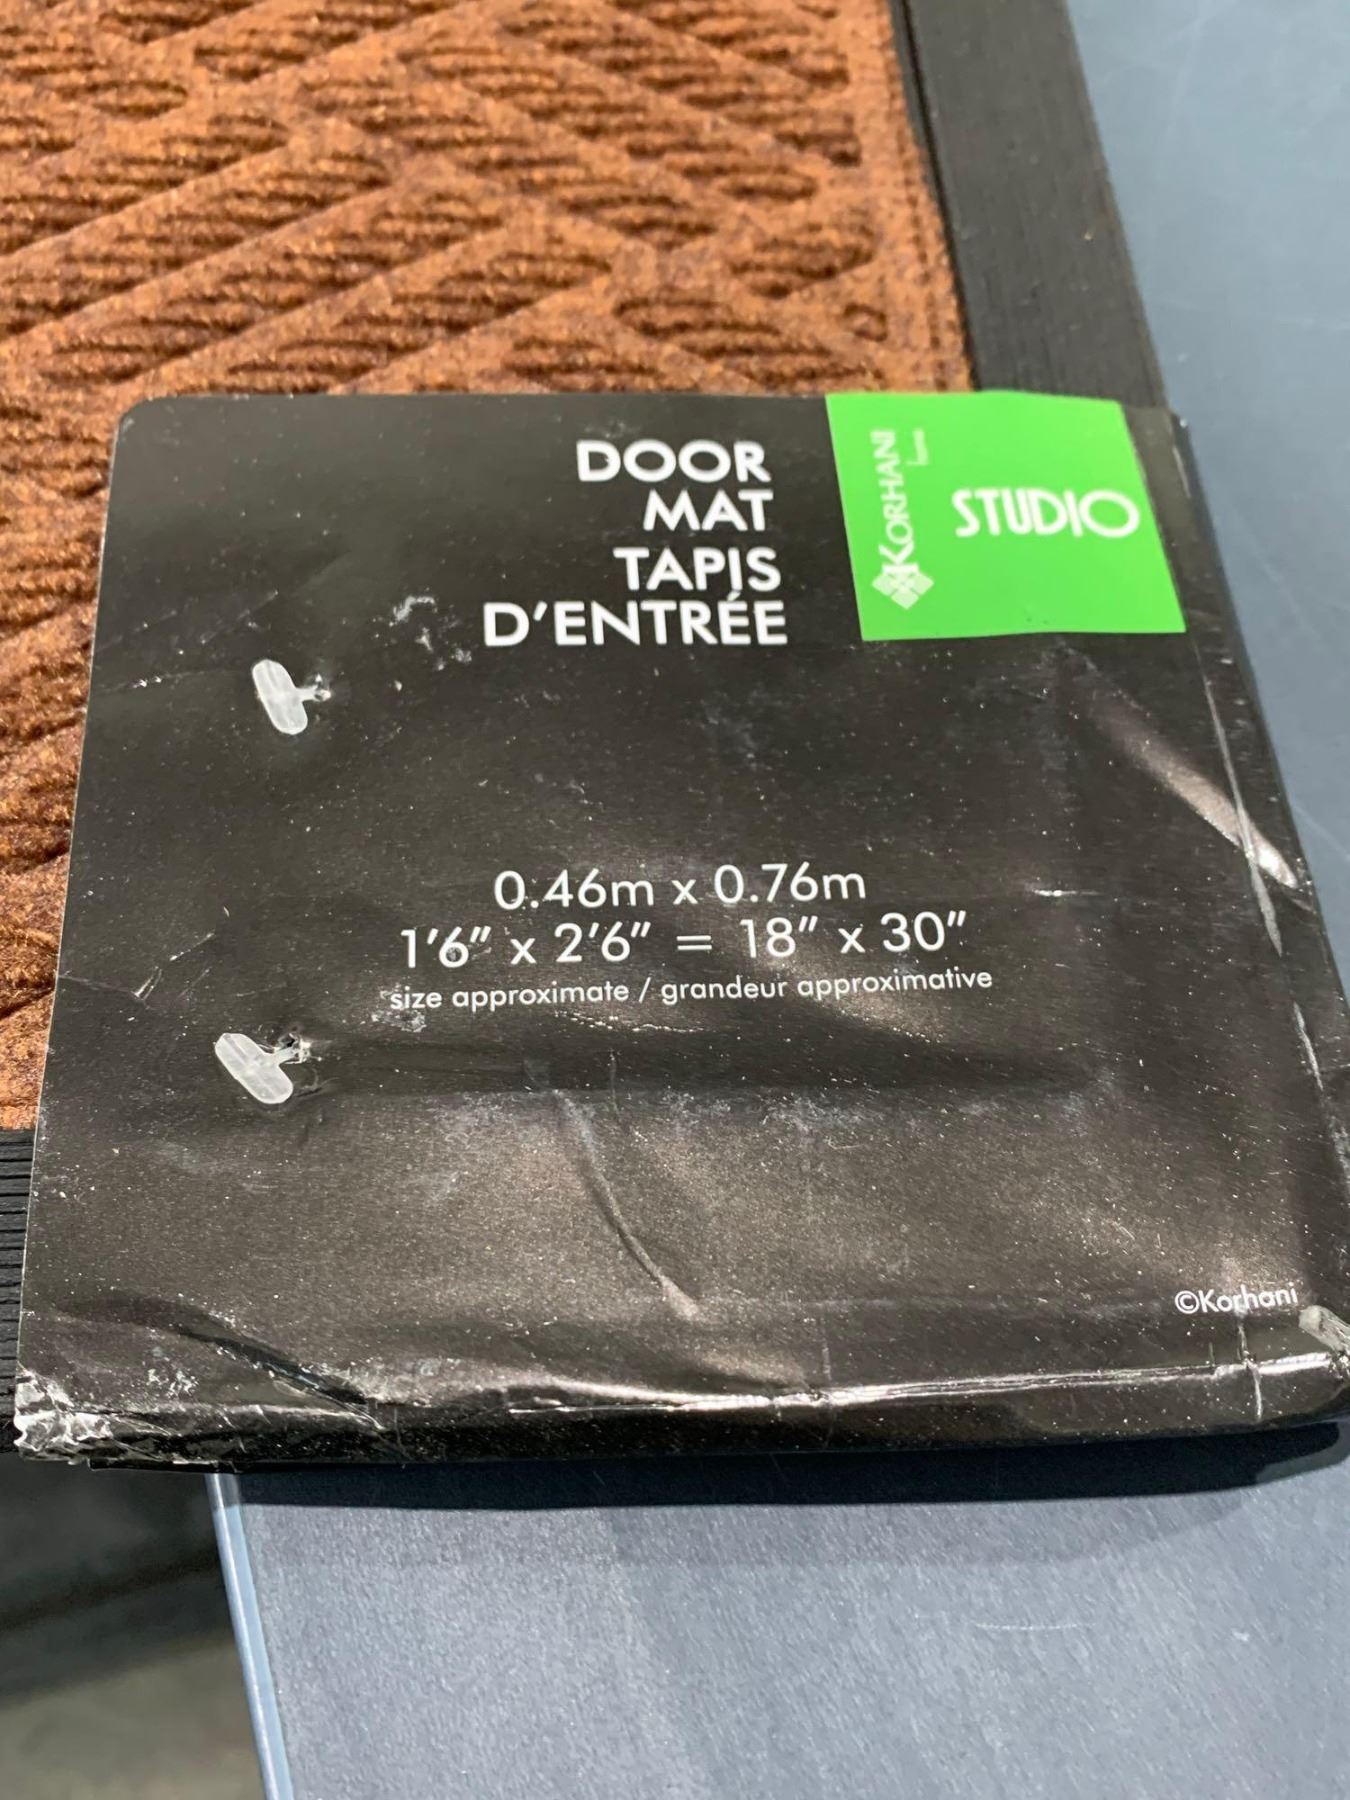 DOOR
MAT
TAPIS
D'ENTRÉE
KORHANI
home
STUDIO
0.46m x 0.76m
1'6" x 2'6" = 18" x 30"
size approximate / grandeur approximative
©Korhani